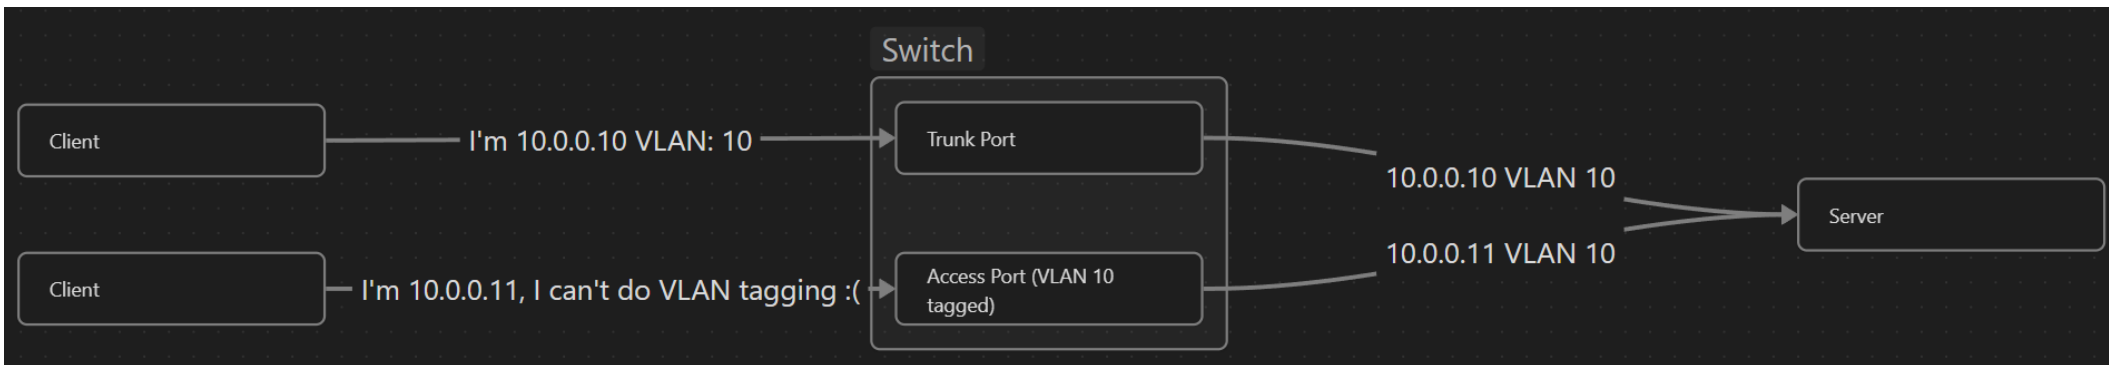 Switch
Client
I'm 10.0.0.10 VLAN: 10
Trunk Port
10.0.0.10 VLAN 10
Server
10.0.0.11 VLAN 10
Client
I'm 10.0.0.11, I can't do VLAN tagging :(
Access Port (VLAN 10
tagged)